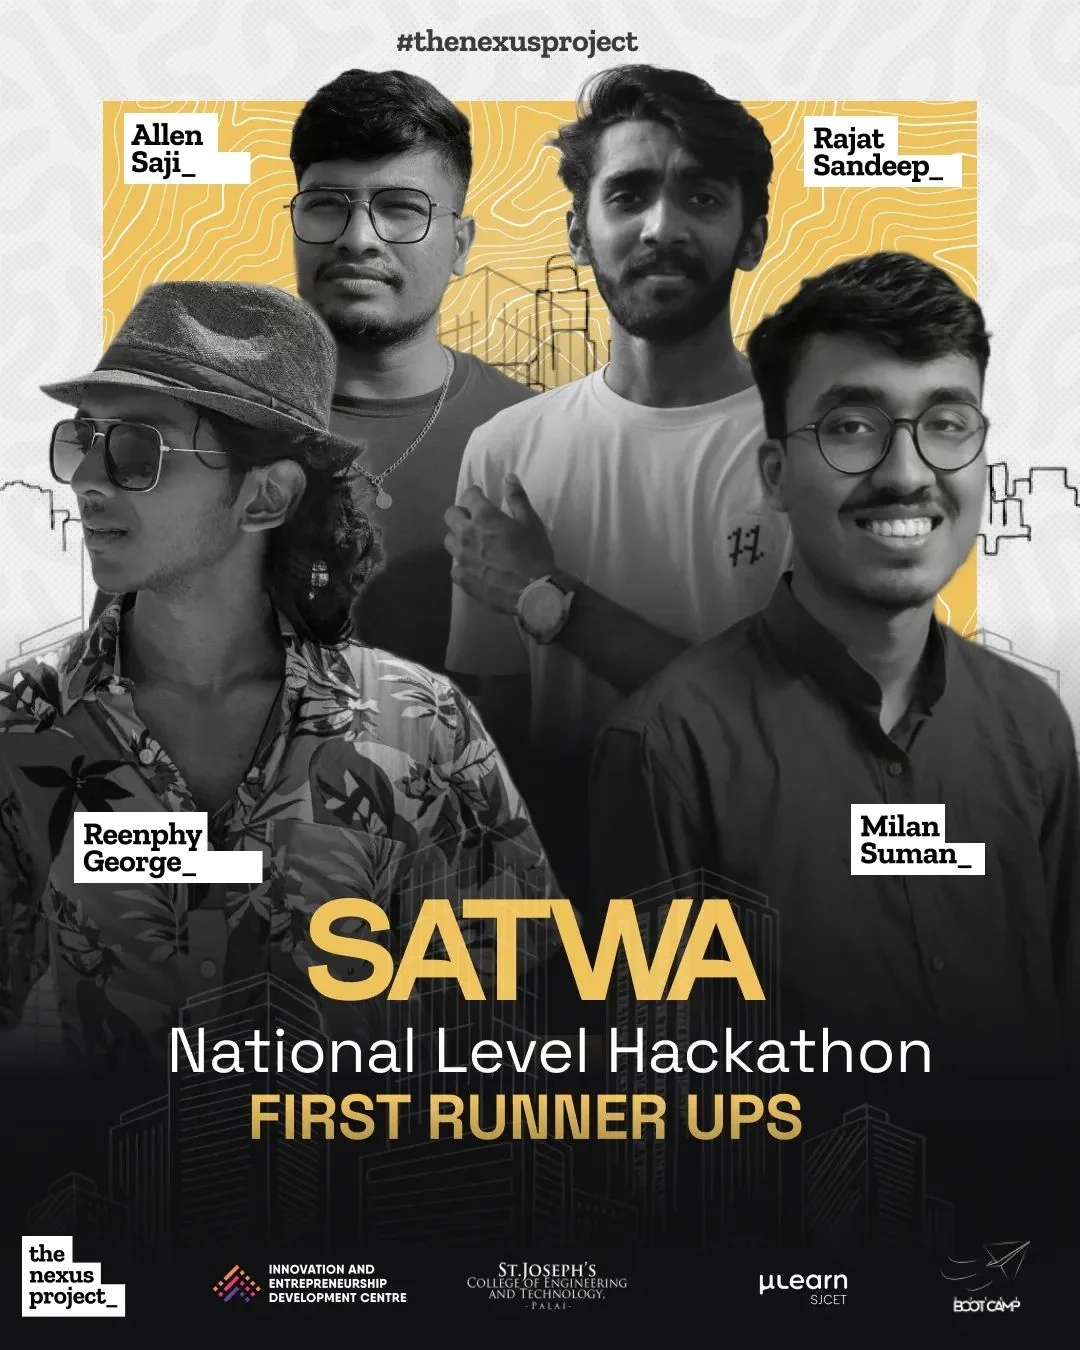 #thenexusproject
Allen
Saji_
Rajat
Sandeep_
Reenphy
George_
Milan
Suman_
SATWA
National Level Hackathon
FIRST RUNNER UPS
the
nexus
project_
INNOVATION AND
ENTREPRENEURSHIP
DEVELOPMENT CENTRE
ST.JOSEPH'S
COLLEGE OF ENGINEERING
AND TECHNOLOGY,
- PALAI -
µLearn
SJCET
BOOTCAMP